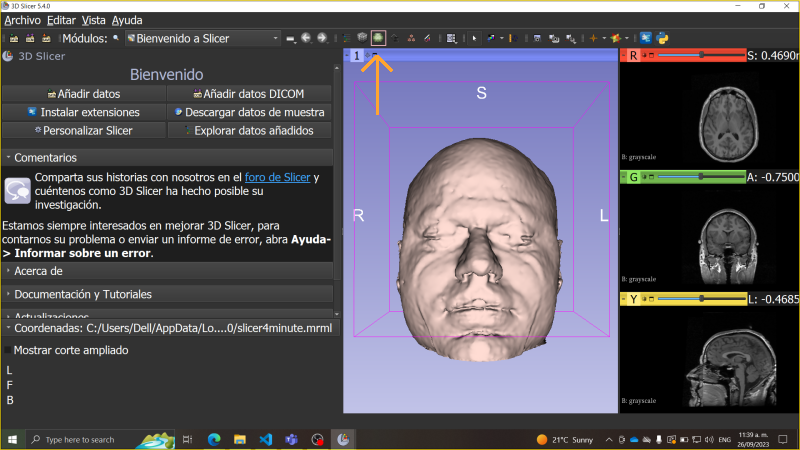 3D Slicer 5.4.0
Archivo Editar Vista Ayuda
Módulos: Bienvenido a Slicer
3D Slicer
Bienvenido
Añadir datos
Añadir datos DICOM
Instalar extensiones
Descargar datos de muestra
Personalizar Slicer
Explorar datos añadidos
Comentarios
Comparta sus historias con nosotros en el foro de Slicer y
cuéntenos como 3D Slicer ha hecho posible su
investigación.
Estamos siempre interesados en mejorar 3D Slicer, para
contarnos su problema o enviar un informe de error, abra Ayuda-
> Informar sobre un error.
Acerca de
Documentación y Tutoriales
Actualizaciones
Coordenadas: C:/Users/Dell/AppData/Lo....0/slicer4minute.mrml
Mostrar corte ampliado
L
F
B
1
S
R
L
R
S: 0.4690m
B: grayscale
G
A: -0.7500
B: grayscale
Y
L: -0.4685
B: grayscale
Type here to search
21°C Sunny
ENG
11:39 a. m.
26/09/2023